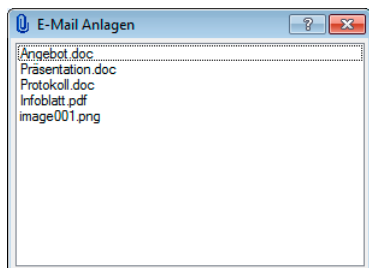 E-Mail Anlagen
Angebot.doc
Präsentation.doc
Protokoll.doc
Infoblatt.pdf
image001.png